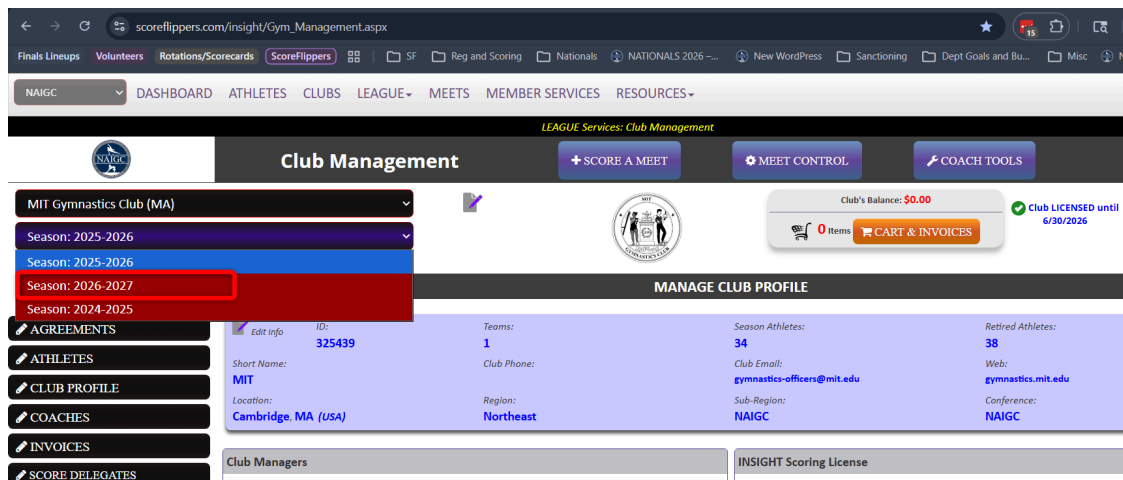 scoreflippers.com/insight/Gym_Management.aspx
15
Finals Lineups Volunteers Rotations/Scorecards ScoreFlippers SF Reg and Scoring Nationals NATIONALS 2026 –... New WordPress Sanctioning Dept Goals and Bu... Misc N
NAIGC DASHBOARD ATHLETES CLUBS LEAGUE MEETS MEMBER SERVICES RESOURCES
LEAGUE Services: Club Management
NAIGC Club Management SCORE A MEET MEET CONTROL COACH TOOLS
MIT Gymnastics Club (MA)
Season: 2025-2026
Season: 2025-2026
Season: 2026-2027
Season: 2024-2025
MIT
GYMNASTICS CLUB
Club's Balance: $0.00
0 Items CART & INVOICES
Club LICENSED until
6/30/2026
MANAGE CLUB PROFILE
AGREEMENTS
ATHLETES
CLUB PROFILE
COACHES
INVOICES
SCORE DELEGATES
Edit Info ID: Teams: Season Athletes: Retired Athletes:
325439 1 34 38
Short Name: Club Phone: Club Email: Web:
MIT gymnastics-officers@mit.edu gymnastics.mit.edu
Location: Region: Sub-Region: Conference:
Cambridge, MA (USA) Northeast NAIGC NAIGC
Club Managers INSIGHT Scoring License